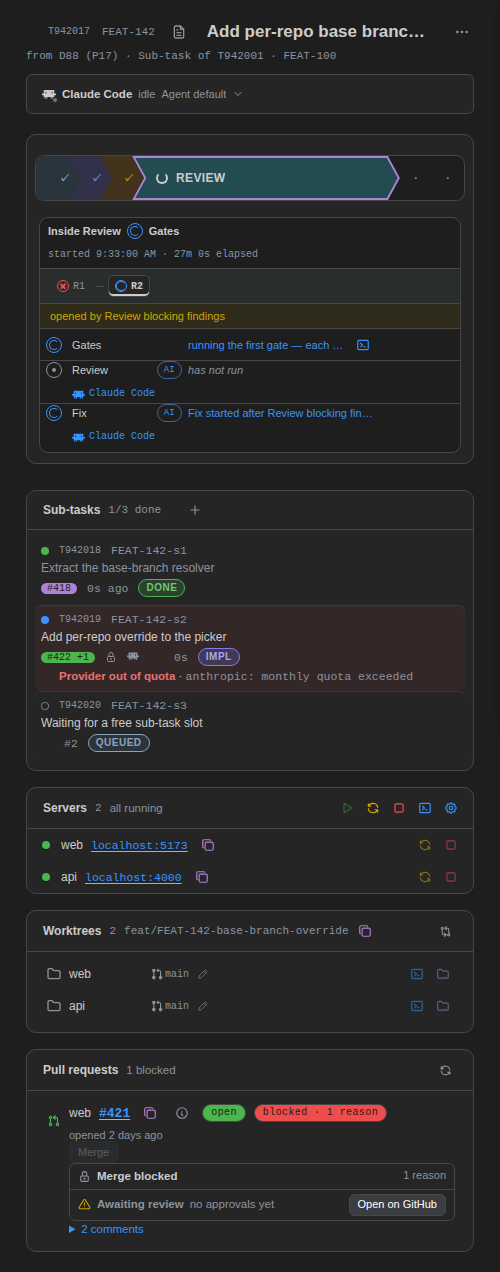 T942017 FEAT-142 Add per-repo base branc…
from D88 (P17) · Sub-task of T942001 · FEAT-100
Claude Code idle Agent default
REVIEW
Inside Review Gates
started 9:33:00 AM · 27m 0s elapsed
R1 R2
opened by Review blocking findings
Gates running the first gate — each …
Review AI has not run
Claude Code
Fix AI Fix started after Review blocking fin…
Claude Code
Sub-tasks 1/3 done
T942018 FEAT-142-s1
Extract the base-branch resolver
#418 0s ago DONE
T942019 FEAT-142-s2
Add per-repo override to the picker
#422 +1 0s IMPL
Provider out of quota · anthropic: monthly quota exceeded
T942020 FEAT-142-s3
Waiting for a free sub-task slot
#2 QUEUED
Servers 2 all running
web localhost:5173
api localhost:4000
Worktrees 2 feat/FEAT-142-base-branch-override
web main
api main
Pull requests 1 blocked
web #421 open blocked · 1 reason
opened 2 days ago
Merge
Merge blocked 1 reason
Awaiting review no approvals yet Open on GitHub
2 comments